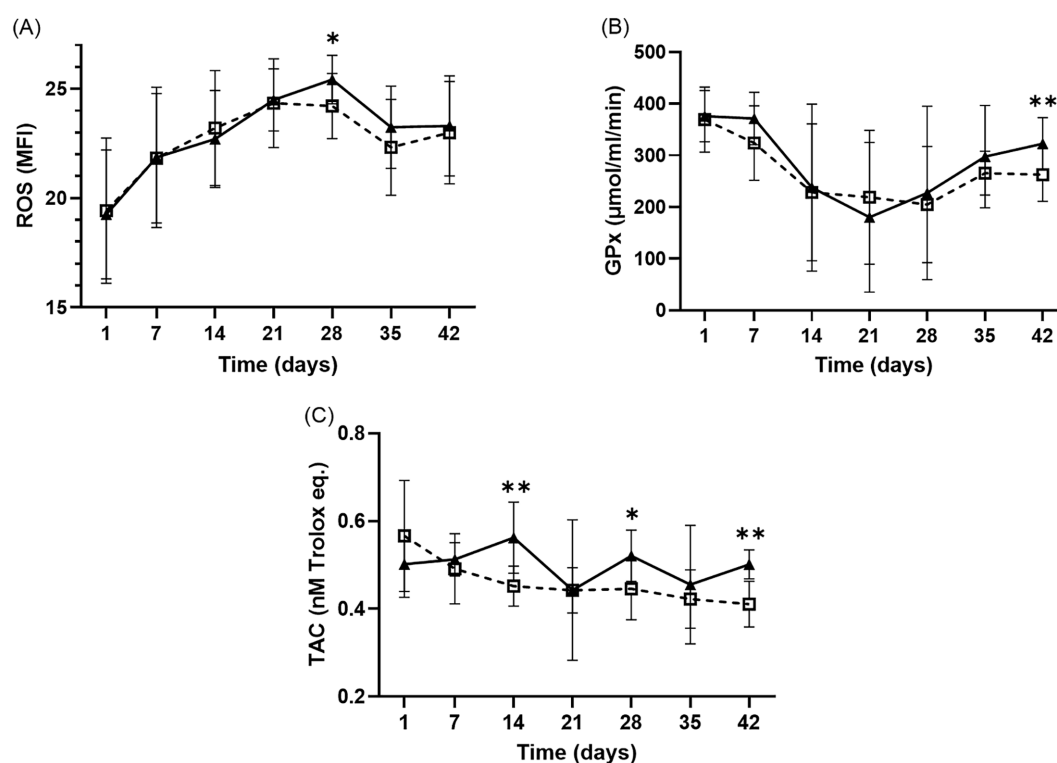 (A)
*
ROS (MFI)
25
20
15
1 7 14 21 28 35 42
Time (days)
(B)
**
GPx (µmol/ml/min)
500
400
300
200
100
0
1 7 14 21 28 35 42
Time (days)
(C)
** * **
TAC (nM Trolox eq.)
0.8
0.6
0.4
0.2
1 7 14 21 28 35 42
Time (days)